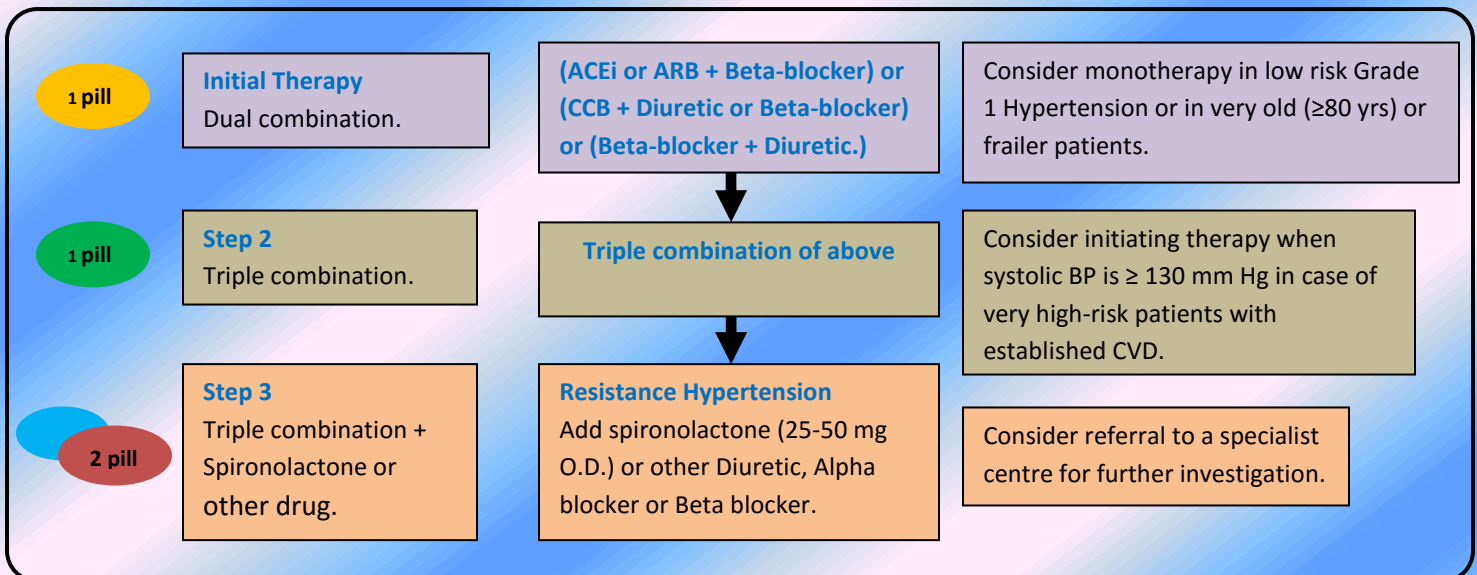 1 pill
Initial Therapy
Dual combination.
(ACEi or ARB + Beta-blocker) or
(CCB + Diuretic or Beta-blocker)
or (Beta-blocker + Diuretic.)
Consider monotherapy in low risk Grade
1 Hypertension or in very old (≥80 yrs) or
frailer patients.
1 pill
Step 2
Triple combination.
Triple combination of above
Consider initiating therapy when
systolic BP is ≥ 130 mm Hg in case of
very high-risk patients with
established CVD.
2 pill
Step 3
Triple combination +
Spironolactone or
other drug.
Resistance Hypertension
Add spironolactone (25-50 mg
O.D.) or other Diuretic, Alpha
blocker or Beta blocker.
Consider referral to a specialist
centre for further investigation.